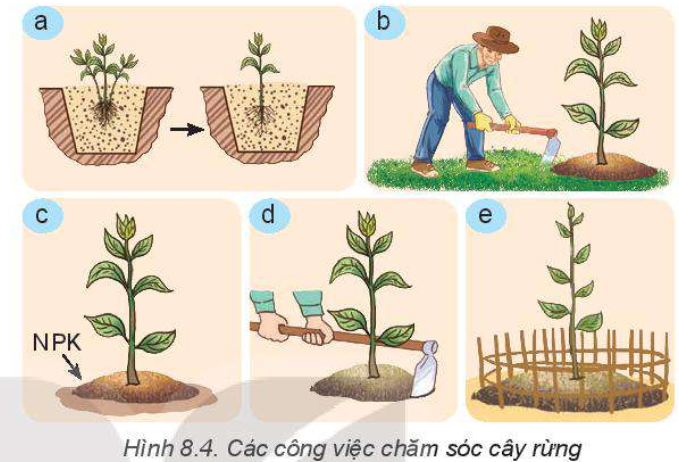 a
b
c
d
e
NPK
Hình 8.4. Các công việc chăm sóc cây rừng